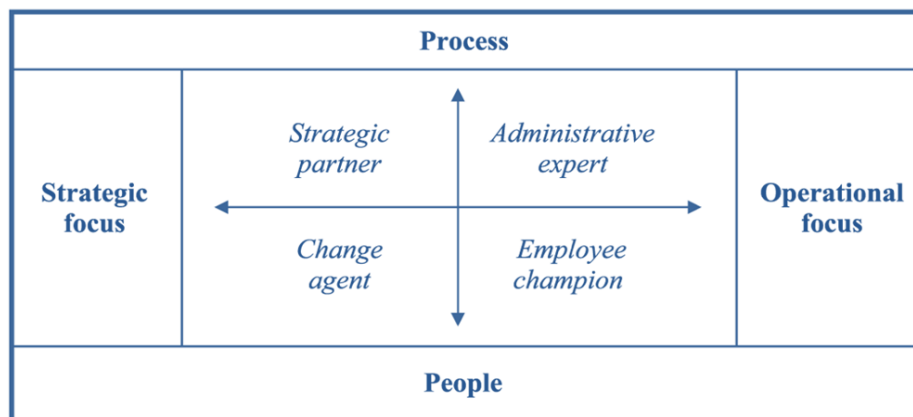 Process
Strategic
partner
Administrative
expert
Strategic
focus
Operational
focus
Change
agent
Employee
champion
People